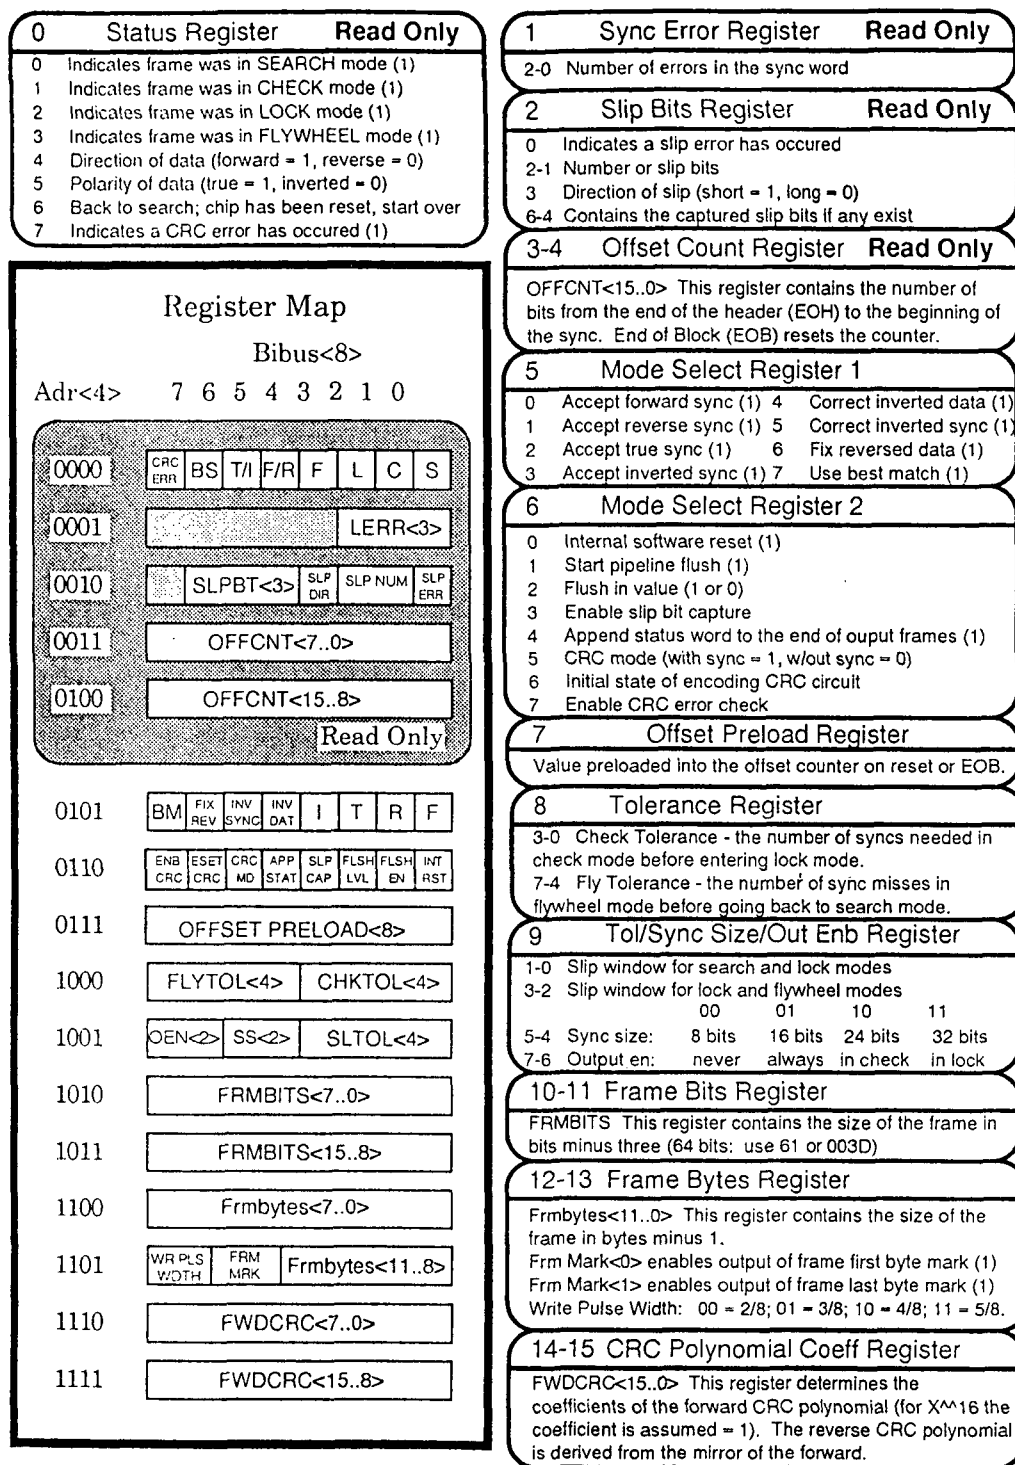 0 Status Register Read Only
0 Indicates frame was in SEARCH mode (1)
1 Indicates frame was in CHECK mode (1)
2 Indicates frame was in LOCK mode (1)
3 Indicates frame was in FLYWHEEL mode (1)
4 Direction of data (forward = 1, reverse = 0)
5 Polarity of data (true = 1, inverted = 0)
6 Back to search; chip has been reset, start over
7 Indicates a CRC error has occured (1)
Register Map
Bibus<8>
Adr<4> 7 6 5 4 3 2 1 0
0000 CRC ERR BS T/I F/R F L C S
0001 LERR<3>
0010 SLPBT<3> SLP DIR SLP NUM SLP ERR
0011 OFFCNT<7..0>
0100 OFFCNT<15..8>
Read Only
0101 BM FIX REV INV SYNC INV DAT I T R F
0110 ENB CRC ESET CRC CRC MD APP STAT SLP CAP FLSH LVL FLSH EN INT RST
0111 OFFSET PRELOAD<8>
1000 FLYTOL<4> CHKTOL<4>
1001 OEN<2> SS<2> SLTOL<4>
1010 FRMBITS<7..0>
1011 FRMBITS<15..8>
1100 Frmbytes<7..0>
1101 WR PLS WDTH FRM MRK Frmbytes<11..8>
1110 FWDCRC<7..0>
1111 FWDCRC<15..8>
1 Sync Error Register Read Only
2-0 Number of errors in the sync word
2 Slip Bits Register Read Only
0 Indicates a slip error has occured
2-1 Number or slip bits
3 Direction of slip (short = 1, long = 0)
6-4 Contains the captured slip bits if any exist
3-4 Offset Count Register Read Only
OFFCNT<15..0> This register contains the number of
bits from the end of the header (EOH) to the beginning of
the sync. End of Block (EOB) resets the counter.
5 Mode Select Register 1
0 Accept forward sync (1) 4 Correct inverted data (1)
1 Accept reverse sync (1) 5 Correct inverted sync (1)
2 Accept true sync (1) 6 Fix reversed data (1)
3 Accept inverted sync (1) 7 Use best match (1)
6 Mode Select Register 2
0 Internal software reset (1)
1 Start pipeline flush (1)
2 Flush in value (1 or 0)
3 Enable slip bit capture
4 Append status word to the end of ouput frames (1)
5 CRC mode (with sync = 1, w/out sync = 0)
6 Initial state of encoding CRC circuit
7 Enable CRC error check
7 Offset Preload Register
Value preloaded into the offset counter on reset or EOB.
8 Tolerance Register
3-0 Check Tolerance - the number of syncs needed in
check mode before entering lock mode.
7-4 Fly Tolerance - the number of sync misses in
flywheel mode before going back to search mode.
9 Tol/Sync Size/Out Enb Register
1-0 Slip window for search and lock modes
3-2 Slip window for lock and flywheel modes
00 01 10 11
5-4 Sync size: 8 bits 16 bits 24 bits 32 bits
7-6 Output en: never always in check in lock
10-11 Frame Bits Register
FRMBITS This register contains the size of the frame in
bits minus three (64 bits: use 61 or 003D)
12-13 Frame Bytes Register
Frmbytes<11..0> This register contains the size of the
frame in bytes minus 1.
Frm Mark<0> enables output of frame first byte mark (1)
Frm Mark<1> enables output of frame last byte mark (1)
Write Pulse Width: 00 = 2/8; 01 = 3/8; 10 = 4/8; 11 = 5/8.
14-15 CRC Polynomial Coeff Register
FWDCRC<15..0> This register determines the
coefficients of the forward CRC polynomial (for X^^16 the
coefficient is assumed = 1). The reverse CRC polynomial
is derived from the mirror of the forward.